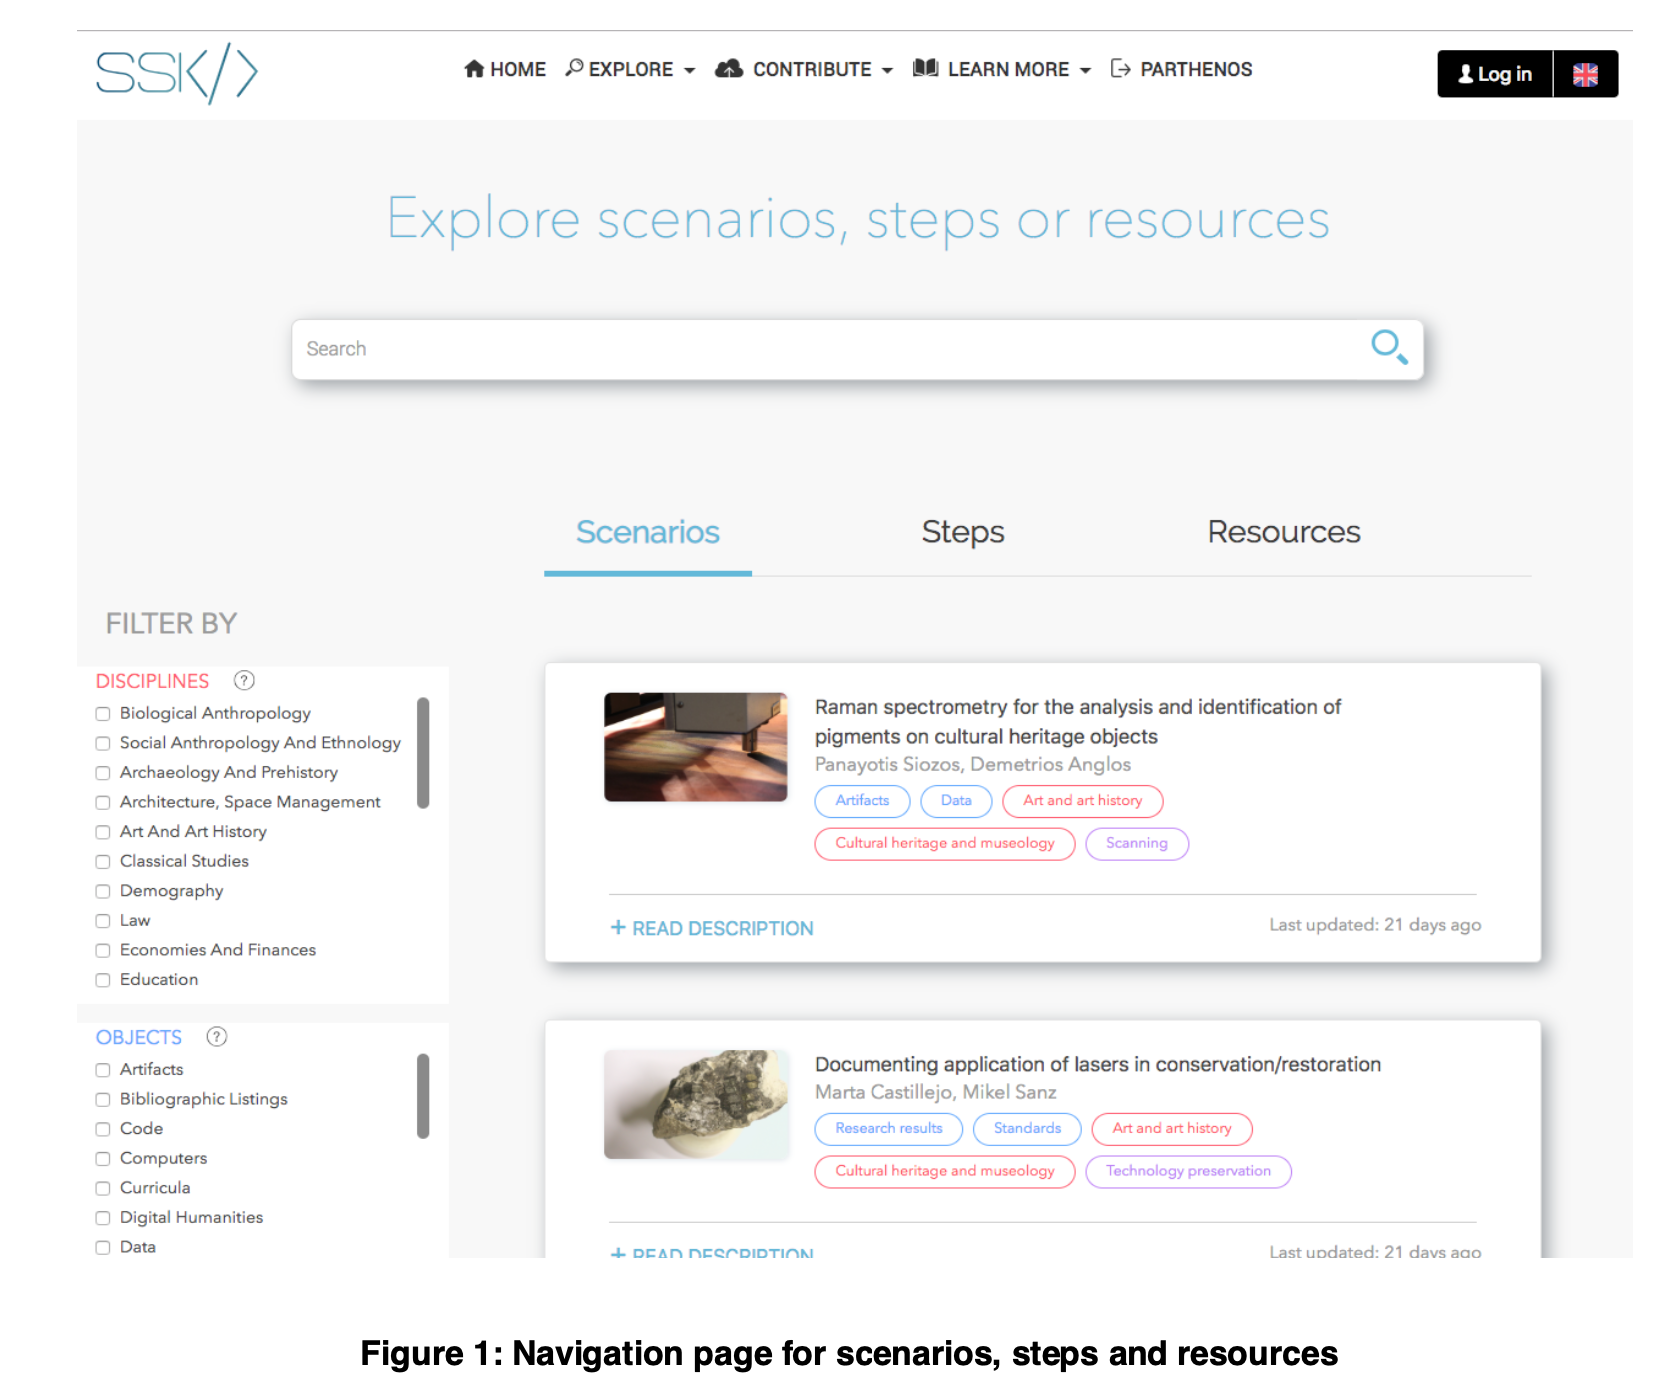 SSK</>
HOME EXPLORE CONTRIBUTE LEARN MORE PARTHENOS
Log in
Explore scenarios, steps or resources
Search
Scenarios Steps Resources
FILTER BY
DISCIPLINES ?
Biological Anthropology
Social Anthropology And Ethnology
Archaeology And Prehistory
Architecture, Space Management
Art And Art History
Classical Studies
Demography
Law
Economies And Finances
Education
OBJECTS ?
Artifacts
Bibliographic Listings
Code
Computers
Curricula
Digital Humanities
Data
Raman spectrometry for the analysis and identification of
pigments on cultural heritage objects
Panayotis Siozos, Demetrios Anglos
Artifacts Data Art and art history
Cultural heritage and museology Scanning
+ READ DESCRIPTION Last updated: 21 days ago
Documenting application of lasers in conservation/restoration
Marta Castillejo, Mikel Sanz
Research results Standards Art and art history
Cultural heritage and museology Technology preservation
+ READ DESCRIPTION Last updated: 21 days ago
Figure 1: Navigation page for scenarios, steps and resources